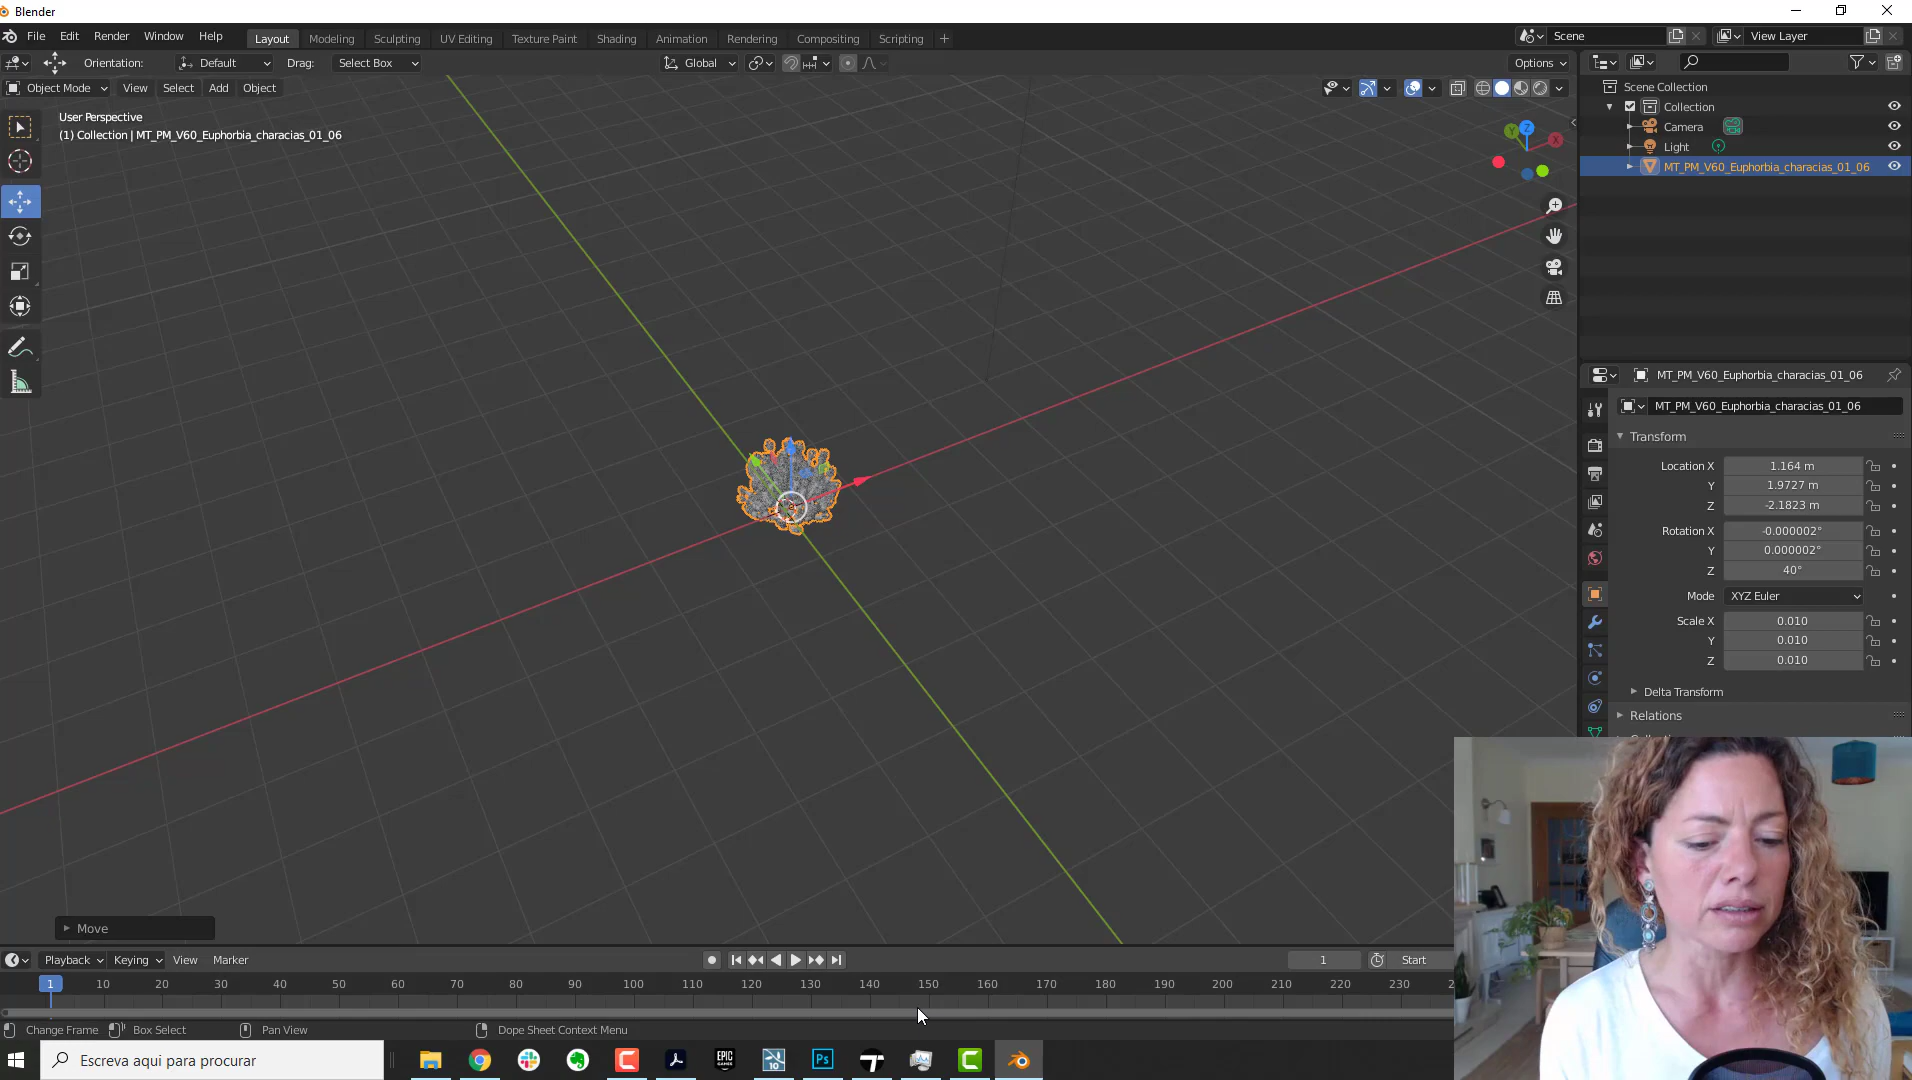 Blender
File Edit Render Window Help Layout Modeling Sculpting UV Editing Texture Paint Shading Animation Rendering Compositing Scripting + Scene View Layer
Orientation: Default Drag: Select Box Global Options
Object Mode View Select Add Object
User Perspective
(1) Collection | MT_PM_V60_Euphorbia_characias_01_06
Y Z X
Scene Collection
Collection
Camera
Light
MT_PM_V60_Euphorbia_characias_01_06
MT_PM_V60_Euphorbia_characias_01_06
MT_PM_V60_Euphorbia_characias_01_06
Transform
Location X 1.164 m
Y 1.9727 m
Z -2.1823 m
Rotation X -0.000002°
Y 0.000002°
Z 40°
Mode XYZ Euler
Scale X 0.010
Y 0.010
Z 0.010
Delta Transform
Relations
Move
Playback Keying View Marker 1 Start
1 10 20 30 40 50 60 70 80 90 100 110 120 130 140 150 160 170 180 190 200 210 220 230
Change Frame Box Select Pan View Dope Sheet Context Menu
Escreva aqui para procurar EPIC GAMES 10 Ps